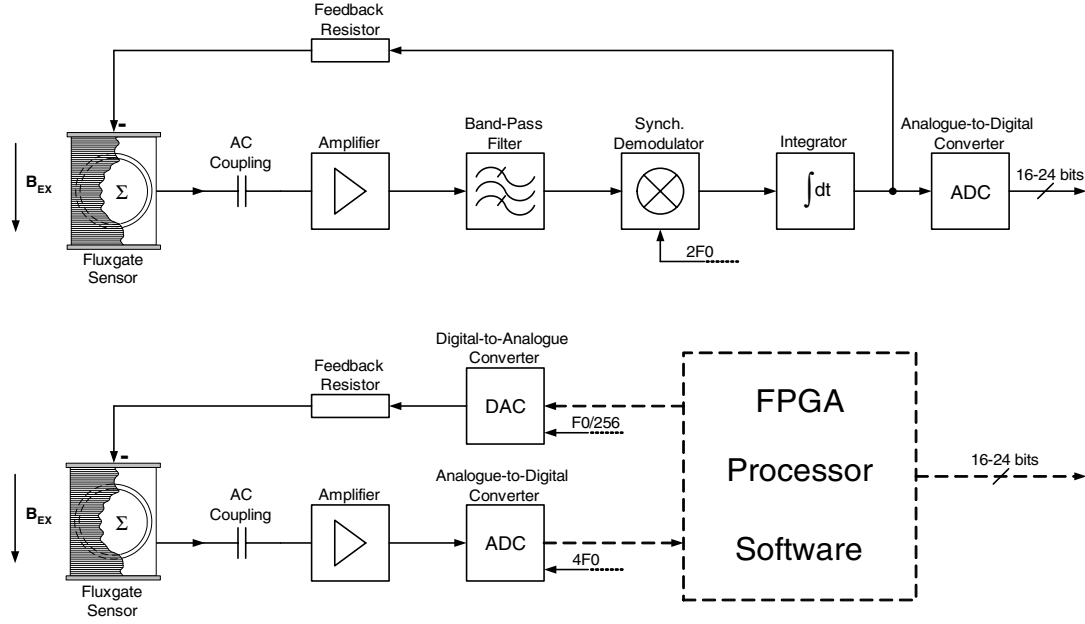 Feedback
Resistor
-
B EX
Σ
Fluxgate
Sensor
AC
Coupling
Amplifier
Band-Pass
Filter
Synch.
Demodulator
2F0
Integrator
∫dt
Analogue-to-Digital
Converter
ADC
16-24 bits
Feedback
Resistor
Digital-to-Analogue
Converter
DAC
F0/256
-
B EX
Σ
Fluxgate
Sensor
AC
Coupling
Amplifier
Analogue-to-Digital
Converter
ADC
4F0
FPGA
Processor
Software
16-24 bits